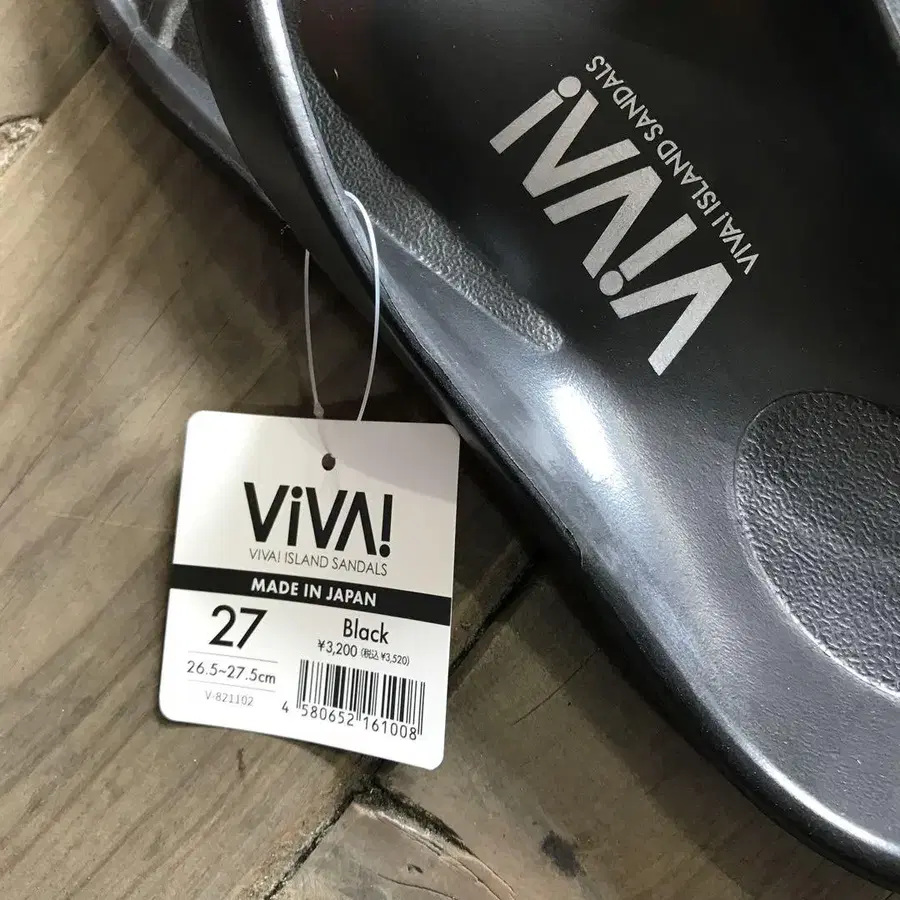 ViVA!
VIVA! ISLAND SANDALS
ViVA!
VIVA! ISLAND SANDALS
MADE IN JAPAN
27
Black
¥3,200 (税込¥3,520)
26.5~27.5cm
V-821102
4 580652 161008